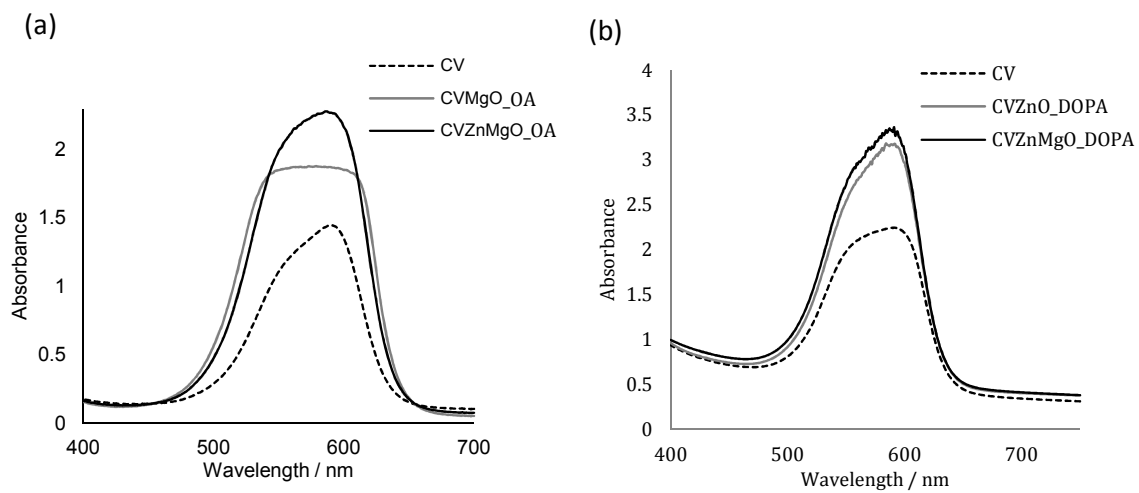 (a)
CV
CVMgO_OA
CVZnMgO_OA
Absorbance
2
1.5
1
0.5
0
400
500
600
700
Wavelength / nm
(b)
CV
CVZnO_DOPA
CVZnMgO_DOPA
Absorbance
4
3.5
3
2.5
2
1.5
1
0.5
0
400
500
600
700
Wavelength / nm